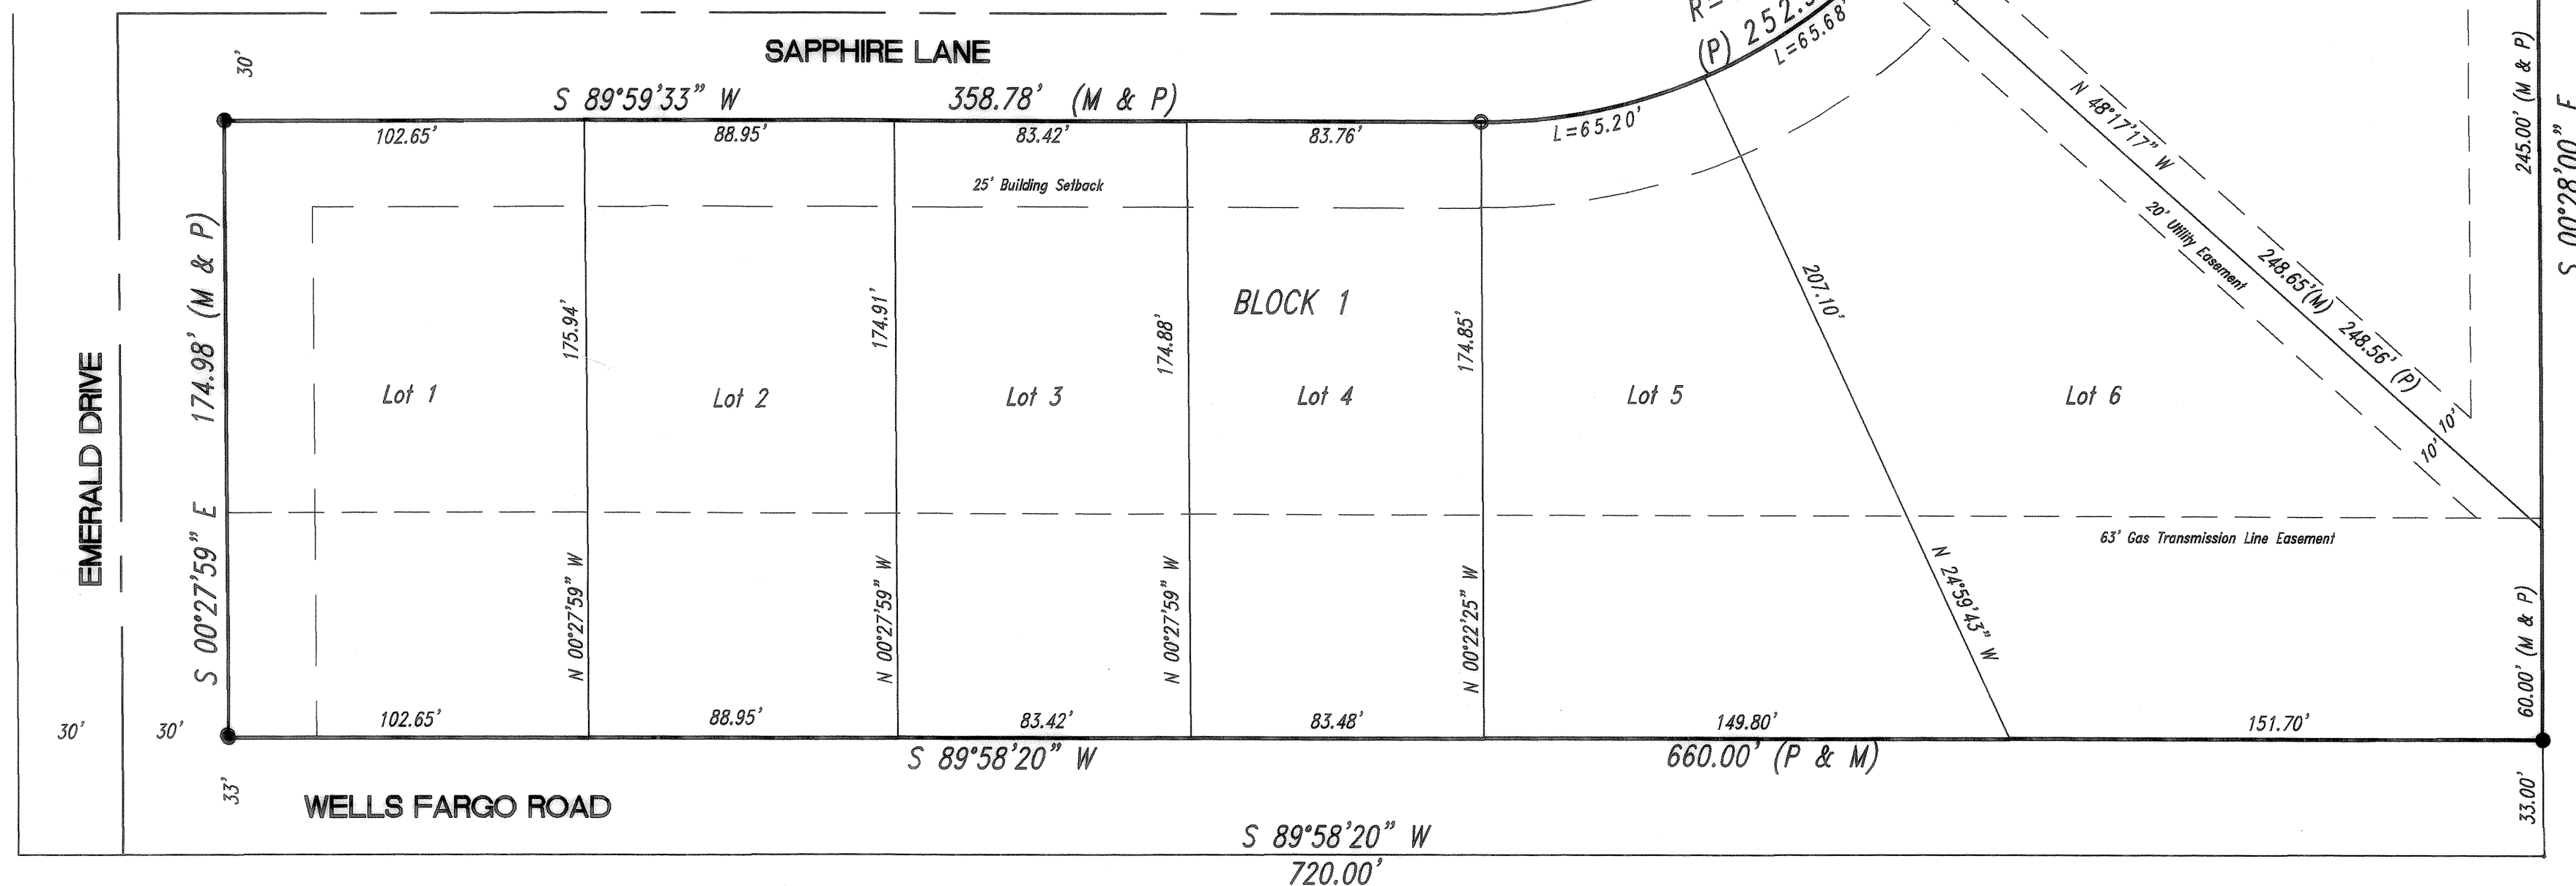 R=
(P) 252.
L=65.68'
30'
SAPPHIRE LANE
S 89°59'33" W 358.78' (M & P)
102.65' 88.95' 83.42' 83.76' L=65.20'
25' Building Setback
BLOCK 1
EMERALD DRIVE
S 00°27'59" E 174.98' (M & P)
N 00°27'59" W 175.94'
N 00°27'59" W 174.91'
N 00°27'59" W 174.88'
N 00°22'25" W 174.85'
207.10'
N 24°59'43" W
N 48°17'17" W
20' Utility Easement
248.65'(M) 248.56' (P)
10' 10'
245.00' (M & P)
S 00°28'00" E
Lot 1 Lot 2 Lot 3 Lot 4 Lot 5 Lot 6
63' Gas Transmission Line Easement
60.00' (M & P)
30' 30'
102.65' 88.95' 83.42' 83.48' 149.80' 151.70'
S 89°58'20" W 660.00' (P & M)
33'
WELLS FARGO ROAD
33.00'
S 89°58'20" W
720.00'